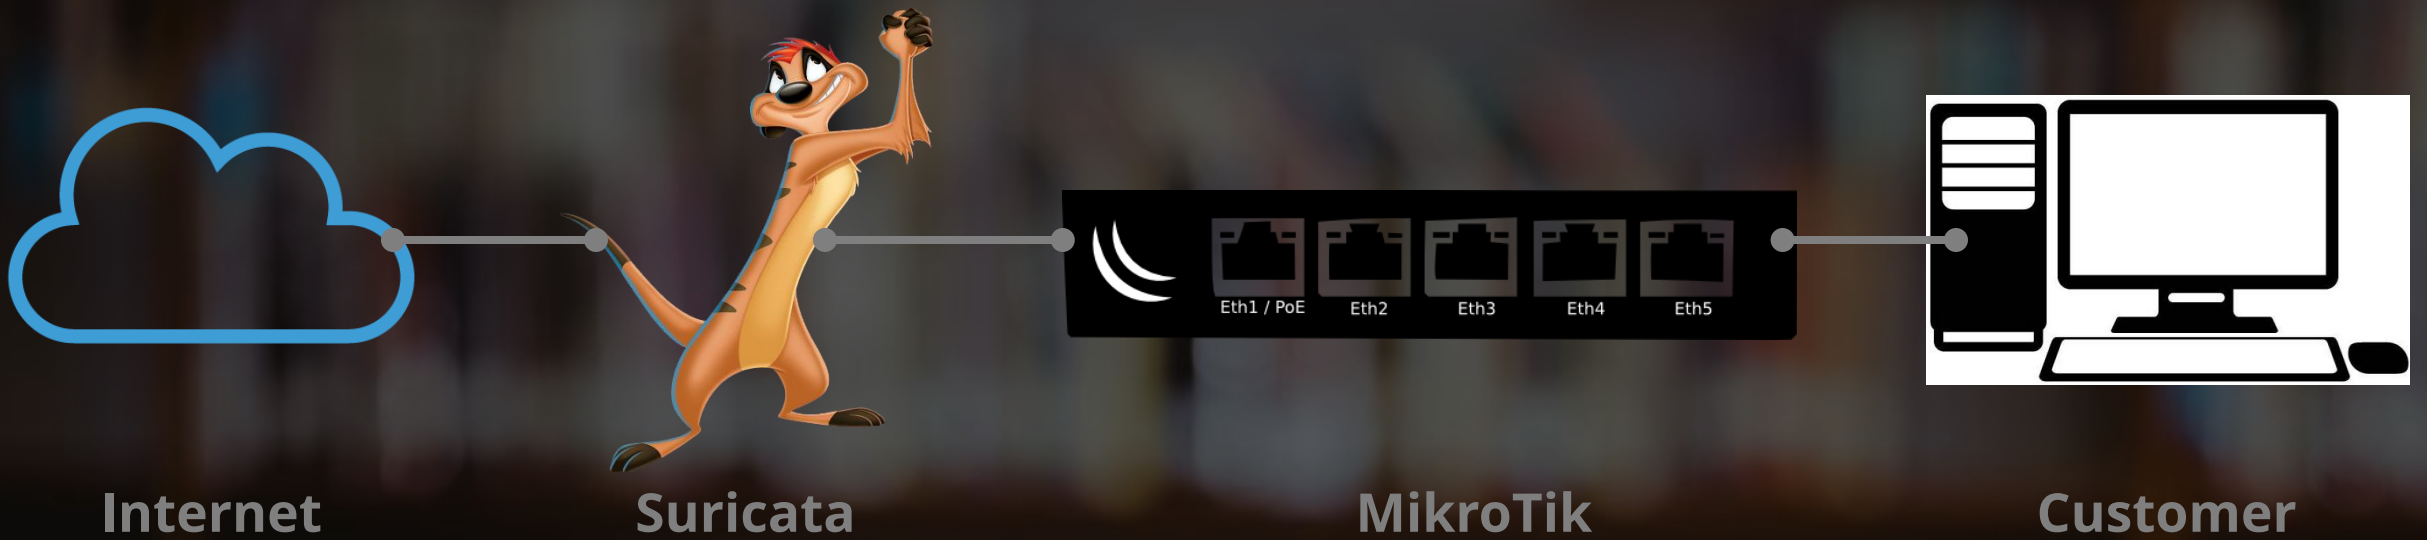 Eth1 / PoE
Eth2
Eth3
Eth4
Eth5
Internet
Suricata
MikroTik
Customer